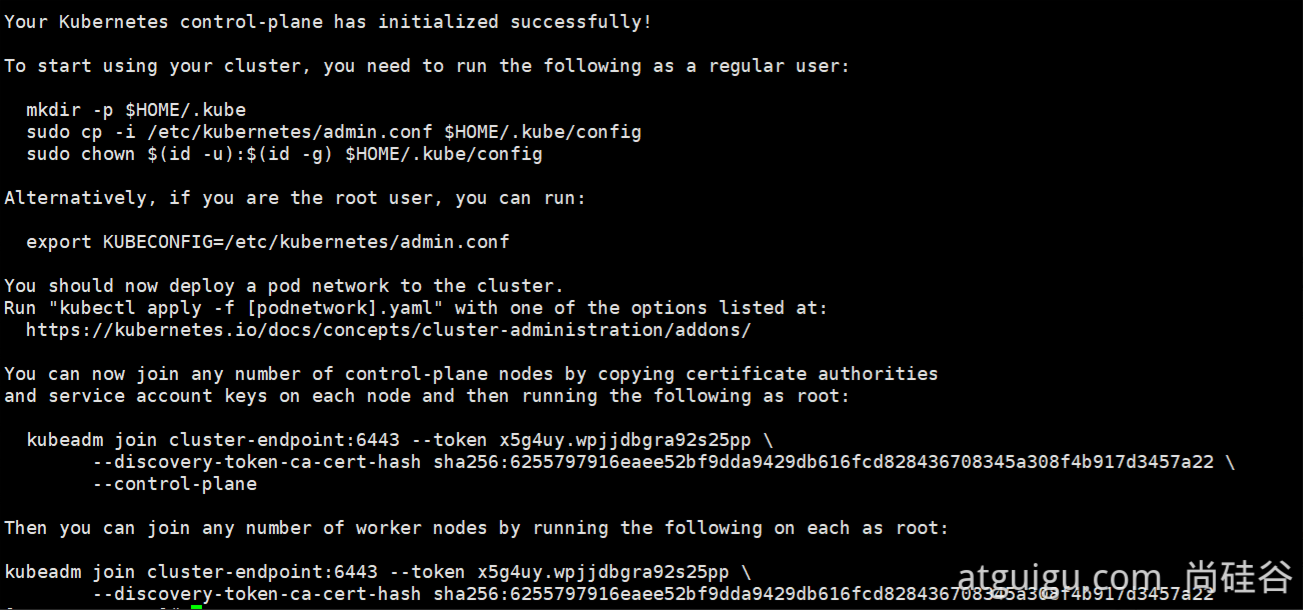 Your Kubernetes control-plane has initialized successfully!
To start using your cluster, you need to run the following as a regular user:
mkdir -p $HOME/.kube
sudo cp -i /etc/kubernetes/admin.conf $HOME/.kube/config
sudo chown $(id -u):$(id -g) $HOME/.kube/config
Alternatively, if you are the root user, you can run:
export KUBECONFIG=/etc/kubernetes/admin.conf
You should now deploy a pod network to the cluster.
Run "kubectl apply -f [podnetwork].yaml" with one of the options listed at:
https://kubernetes.io/docs/concepts/cluster-administration/addons/
You can now join any number of control-plane nodes by copying certificate authorities
and service account keys on each node and then running the following as root:
kubeadm join cluster-endpoint:6443 --token x5g4uy.wpjjdbgra92s25pp \
--discovery-token-ca-cert-hash sha256:6255797916eaee52bf9dda9429db616fcd828436708345a308f4b917d3457a22 \
--control-plane
Then you can join any number of worker nodes by running the following on each as root:
kubeadm join cluster-endpoint:6443 --token x5g4uy.wpjjdbgra92s25pp \
--discovery-token-ca-cert-hash sha256:6255797916eaee52bf9dda9429db616fcd828436708345a308f4b917d3457a22
atguigu.com 尚硅谷